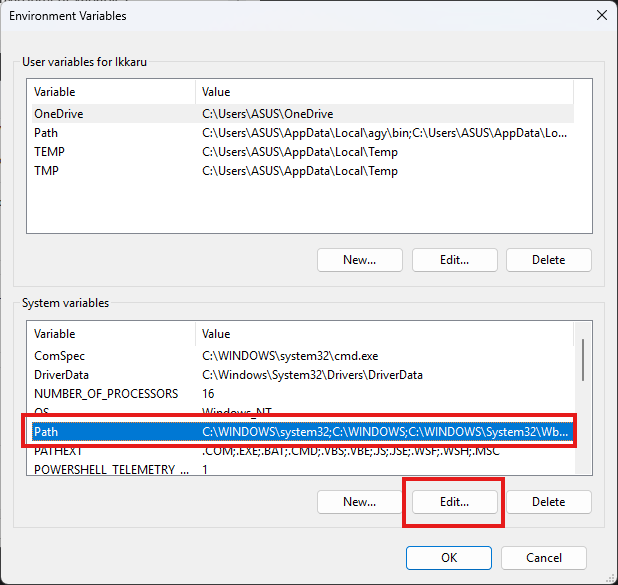 Environment Variables
User variables for Ikkaru
Variable Value
OneDrive C:\Users\ASUS\OneDrive
Path C:\Users\ASUS\AppData\Local\agy\bin;C:\Users\ASUS\AppData\Lo...
TEMP C:\Users\ASUS\AppData\Local\Temp
TMP C:\Users\ASUS\AppData\Local\Temp
New... Edit... Delete
System variables
Variable Value
ComSpec C:\WINDOWS\system32\cmd.exe
DriverData C:\Windows\System32\Drivers\DriverData
NUMBER_OF_PROCESSORS 16
OS Windows_NT
Path C:\WINDOWS\system32;C:\WINDOWS;C:\WINDOWS\System32\Wb...
PATHEXT .COM;.EXE;.BAT;.CMD;.VBS;.VBE;.JS;.JSE;.WSF;.WSH;.MSC
POWERSHELL_TELEMETRY_... 1
New... Edit... Delete
OK Cancel